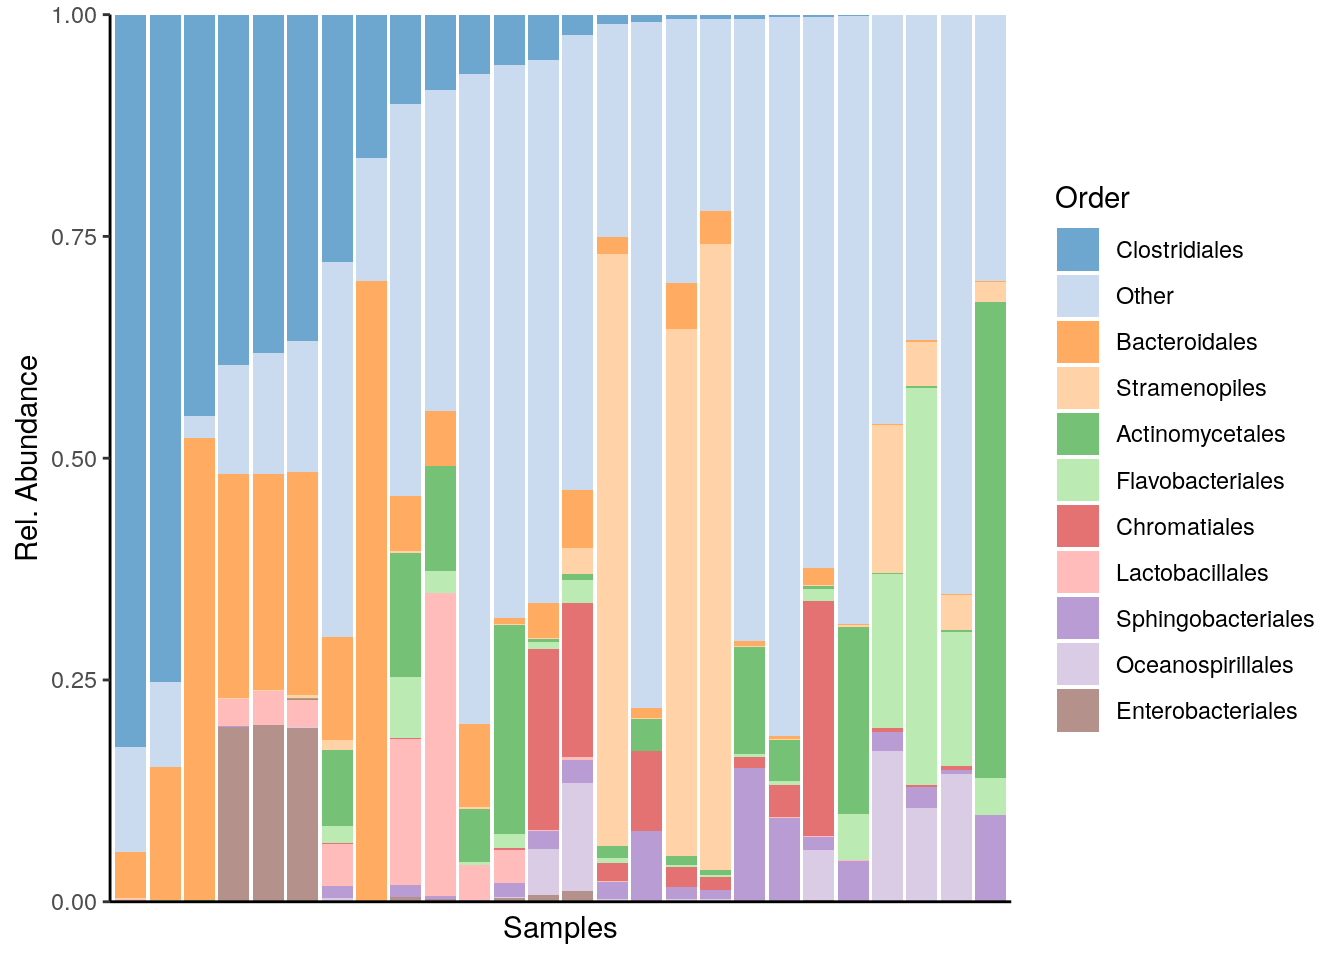 1.00
0.75
0.50
0.25
0.00
Rel. Abundance
Samples
Order
Clostridiales
Other
Bacteroidales
Stramenopiles
Actinomycetales
Flavobacteriales
Chromatiales
Lactobacillales
Sphingobacteriales
Oceanospirillales
Enterobacteriales